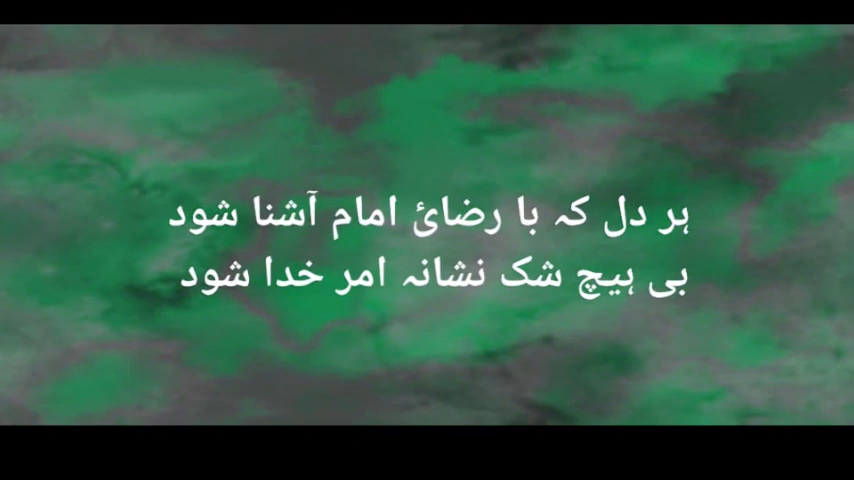 ہر دل کہ با رضائ امام آشنا شود
بی ہیچ شک نشانہ امر خدا شود